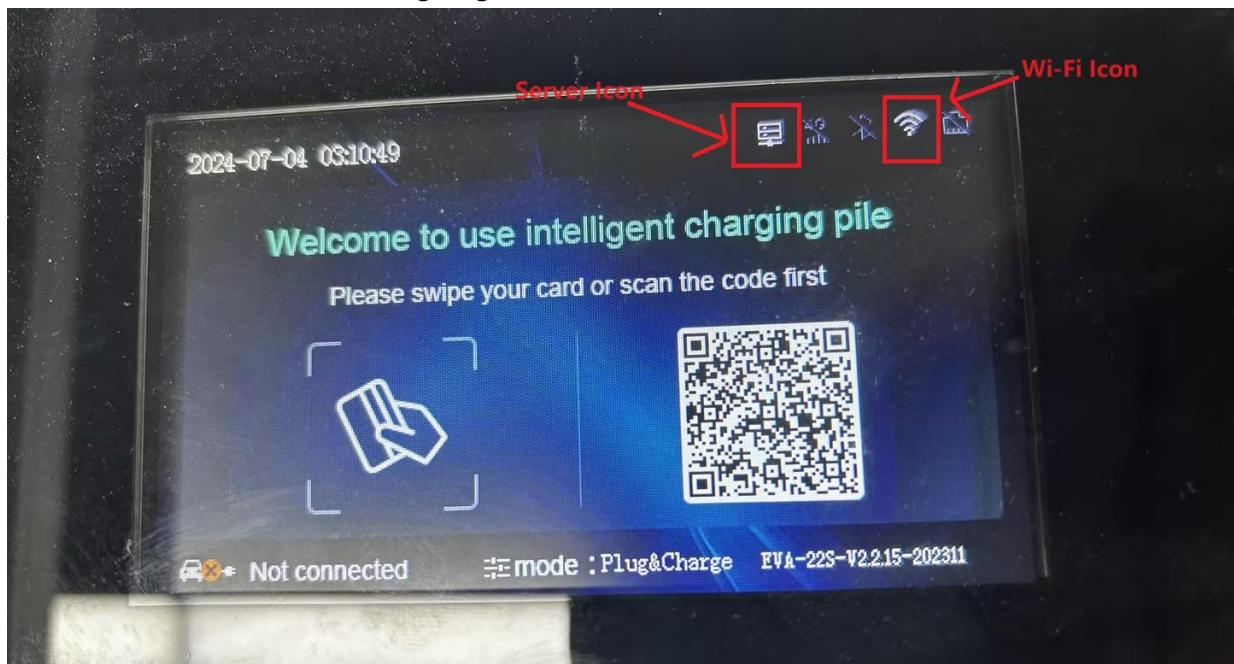 Wi-Fi Icon
Server Icon
4G
2024-07-04 03:10:49
Welcome to use intelligent charging pile
Please swipe your card or scan the code first
Not connected
mode : Plug&Charge
EVA-22S-V2.2.15-202311